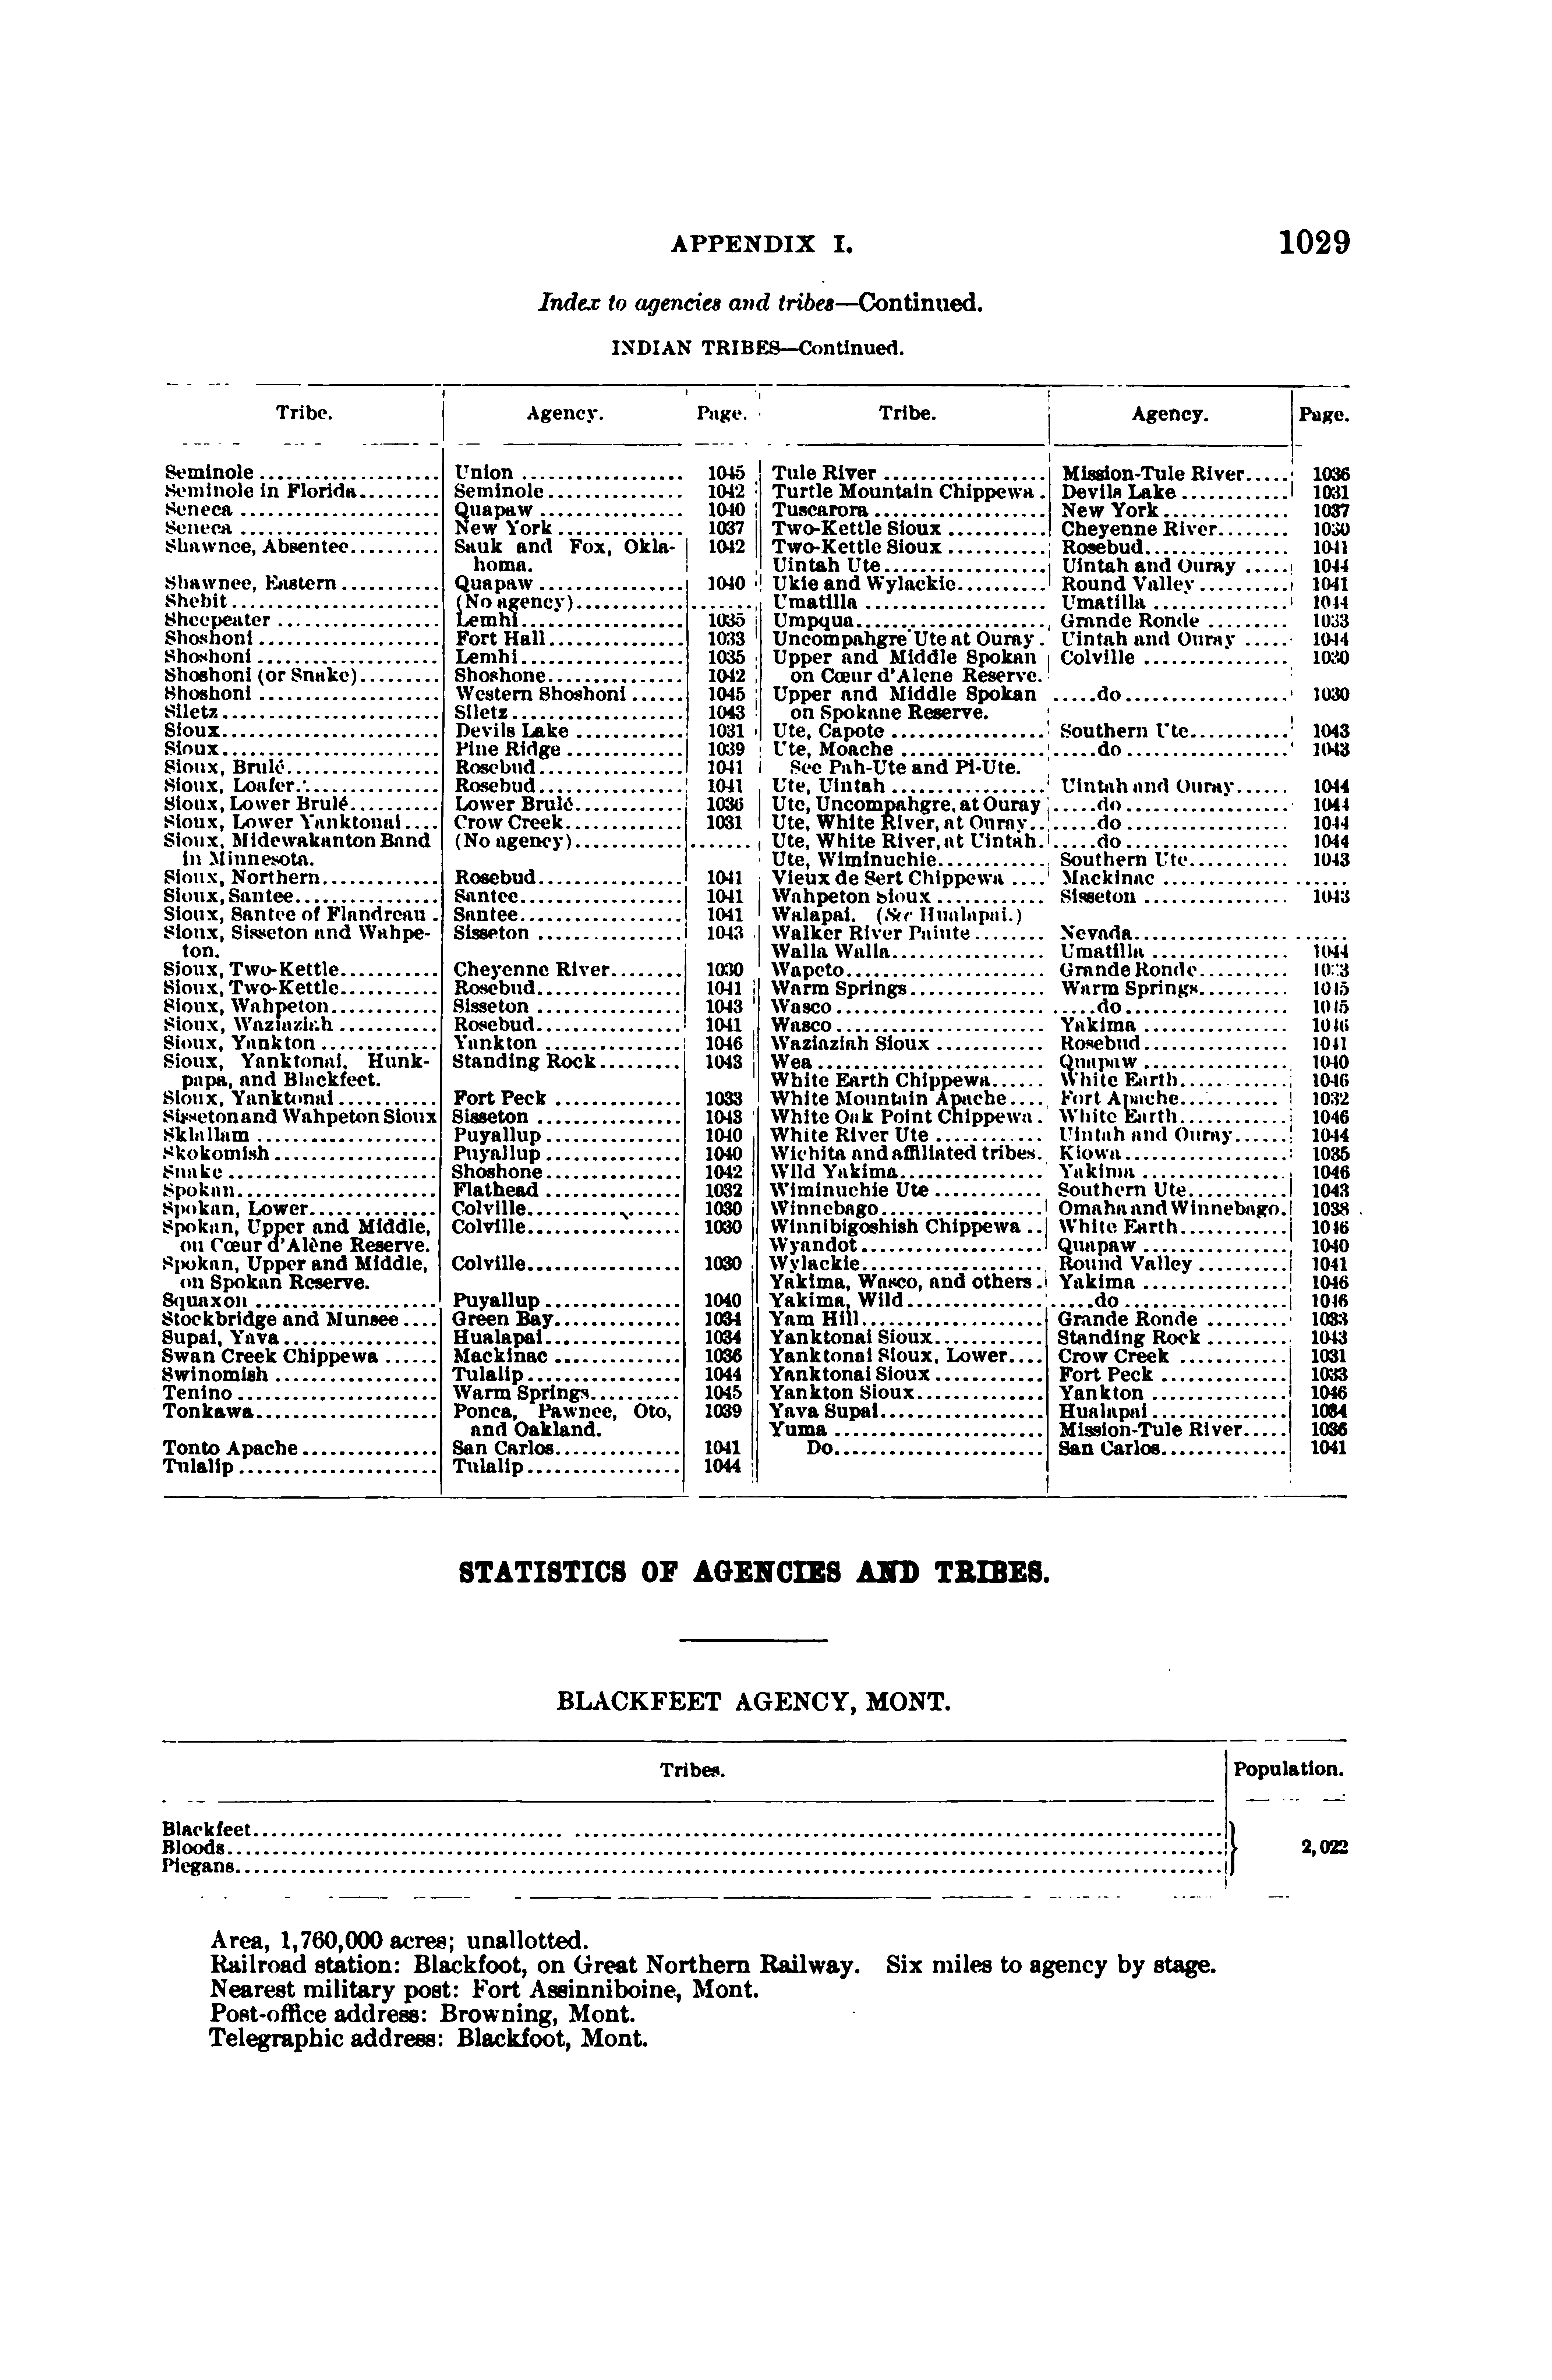 APPENDIX I. 1029
Index to agencies and tribes—Continued.
INDIAN TRIBES—Continued.
Tribe. Agency. Page.
Seminole Union 1045
Seminole in Florida Seminole 1042
Seneca Quapaw 1040
Seneca New York 1037
Shawnee, Absentee Sauk and Fox, Okla- 1042
homa.
Shawnee, Eastern Quapaw 1040
Shebit (No agency)
Sheepeater Lemhi 1035
Shoshoni Fort Hall 1033
Shoshoni Lemhi 1035
Shoshoni (or Snake) Shoshone 1042
Shoshoni Western Shoshoni 1045
Siletz Siletz 1043
Sioux Devils Lake 1031
Sioux Pine Ridge 1039
Sioux, Brulé Rosebud 1041
Sioux, Loafer Rosebud 1041
Sioux, Lower Brulé Lower Brulé 1036
Sioux, Lower Yanktonai Crow Creek 1031
Sioux, Midewakanton Band (No agency)
in Minnesota.
Sioux, Northern Rosebud 1041
Sioux, Santee Santee 1041
Sioux, Santee of Flandreau Santee 1041
Sioux, Sisseton and Wahpe- Sisseton 1043
ton.
Sioux, Two-Kettle Cheyenne River 1030
Sioux, Two-Kettle Rosebud 1041
Sioux, Wahpeton Sisseton 1043
Sioux, Waziaziah Rosebud 1041
Sioux, Yankton Yankton 1046
Sioux, Yanktonai, Hunk- Standing Rock 1043
papa, and Blackfeet.
Sioux, Yanktonai Fort Peck 1033
Sisseton and Wahpeton Sioux Sisseton 1043
Sklallam Puyallup 1040
Skokomish Puyallup 1040
Snake Shoshone 1042
Spokan Flathead 1032
Spokan, Lower Colville 1030
Spokan, Upper and Middle, Colville 1030
on Cœur d'Alène Reserve.
Spokan, Upper and Middle, Colville 1030
on Spokan Reserve.
Squaxon Puyallup 1040
Stockbridge and Munsee Green Bay 1034
Supai, Yava Hualapai 1034
Swan Creek Chippewa Mackinac 1036
Swinomish Tulalip 1044
Tenino Warm Springs 1045
Tonkawa Ponca, Pawnee, Oto, 1039
and Oakland.
Tonto Apache San Carlos 1041
Tulalip Tulalip 1044
Tribe. Agency. Page.
Tule River Mission-Tule River 1036
Turtle Mountain Chippewa Devils Lake 1031
Tuscarora New York 1037
Two-Kettle Sioux Cheyenne River 1030
Two-Kettle Sioux Rosebud 1041
Uintah Ute Uintah and Ouray 1044
Ukie and Wylackie Round Valley 1041
Umatilla Umatilla 1044
Umpqua Grande Ronde 1033
Uncompahgre Ute at Ouray Uintah and Ouray 1044
Upper and Middle Spokan Colville 1030
on Cœur d'Alene Reserve.
Upper and Middle Spokan do 1030
on Spokane Reserve.
Ute, Capote Southern Ute 1043
Ute, Moache do 1043
See Pah-Ute and Pi-Ute.
Ute, Uintah Uintah and Ouray 1044
Ute, Uncompahgre, at Ouray do 1044
Ute, White River, at Ouray do 1044
Ute, White River, at Uintah do 1044
Ute, Wiminuchie Southern Ute 1043
Vieux de Sert Chippewa Mackinac
Wahpeton Sioux Sisseton 1043
Walapai. (See Hualapai.)
Walker River Paiute Nevada
Walla Walla Umatilla 1044
Wapeto Grande Ronde 1033
Warm Springs Warm Springs 1045
Wasco do 1045
Wasco Yakima 1046
Waziaziah Sioux Rosebud 1041
Wea Quapaw 1040
White Earth Chippewa White Earth 1046
White Mountain Apache Fort Apache 1032
White Oak Point Chippewa White Earth 1046
White River Ute Uintah and Ouray 1044
Wichita and affiliated tribes Kiowa 1035
Wild Yakima Yakima 1046
Wiminuchie Ute Southern Ute 1043
Winnebago Omaha and Winnebago 1038
Winnibigoshish Chippewa White Earth 1046
Wyandot Quapaw 1040
Wylackie Round Valley 1041
Yakima, Wasco, and others Yakima 1046
Yakima, Wild do 1046
Yam Hill Grande Ronde 1033
Yanktonai Sioux Standing Rock 1043
Yanktonai Sioux, Lower Crow Creek 1031
Yanktonai Sioux Fort Peck 1033
Yankton Sioux Yankton 1046
Yava Supai Hualapai 1034
Yuma Mission-Tule River 1036
Do San Carlos 1041
STATISTICS OF AGENCIES AND TRIBES.
BLACKFEET AGENCY, MONT.
Tribes. Population.
Blackfeet
Bloods 2,022
Piegans
Area, 1,760,000 acres; unallotted.
Railroad station: Blackfoot, on Great Northern Railway. Six miles to agency by stage.
Nearest military post: Fort Assinniboine, Mont.
Post-office address: Browning, Mont.
Telegraphic address: Blackfoot, Mont.